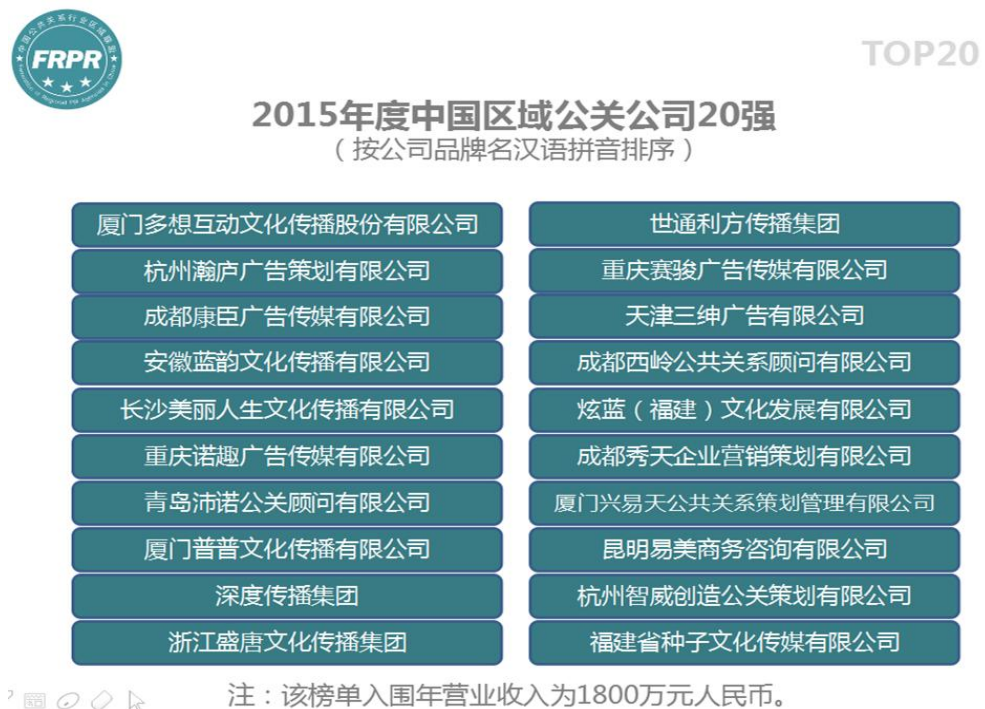 中国公共关系行业区域联盟
FRPR
TOP20
2015年度中国区域公关公司20强
（按公司品牌名汉语拼音排序）
厦门多想互动文化传播股份有限公司
杭州瀚庐广告策划有限公司
成都康臣广告传媒有限公司
安徽蓝韵文化传播有限公司
长沙美丽人生文化传播有限公司
重庆诺趣广告传媒有限公司
青岛沛诺公关顾问有限公司
厦门普普文化传播有限公司
深度传播集团
浙江盛唐文化传播集团
世通利方传播集团
重庆赛骏广告传媒有限公司
天津三绅广告有限公司
成都西岭公共关系顾问有限公司
炫蓝（福建）文化发展有限公司
成都秀天企业营销策划有限公司
厦门兴易天公共关系策划管理有限公司
昆明易美商务咨询有限公司
杭州智威创造公关策划有限公司
福建省种子文化传媒有限公司
注：该榜单入围年营业收入为1800万元人民币。